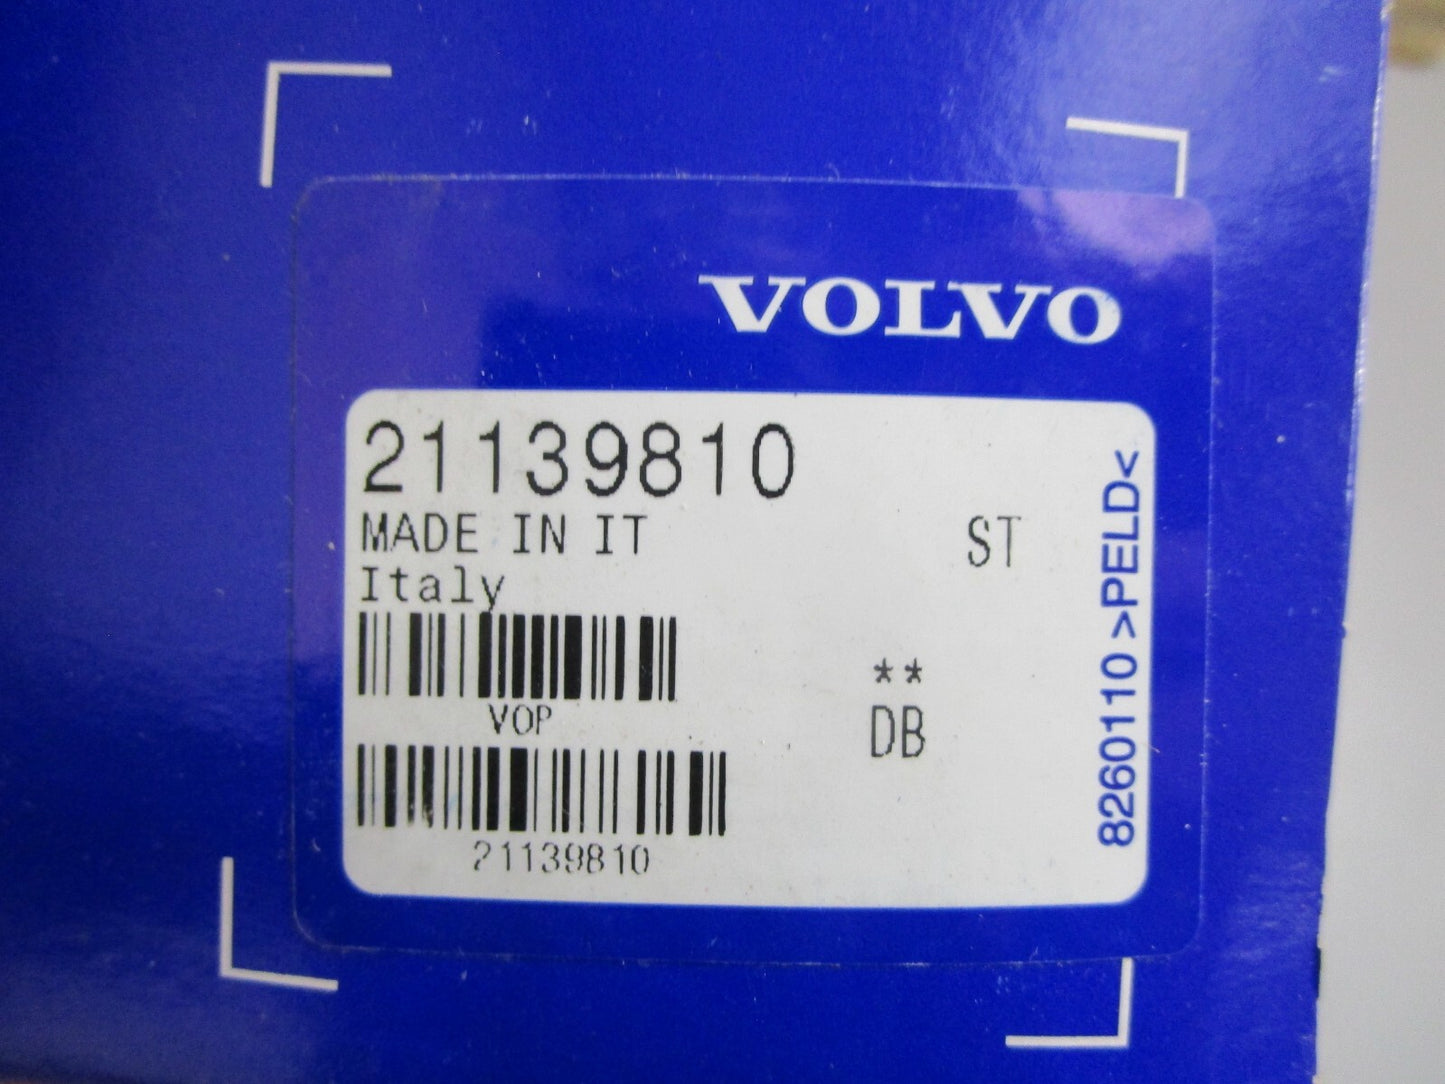 VOLVO
21139810
MADE IN IT
ST
Italy
VOP
**
DB
21139810
8260110 >PELD<